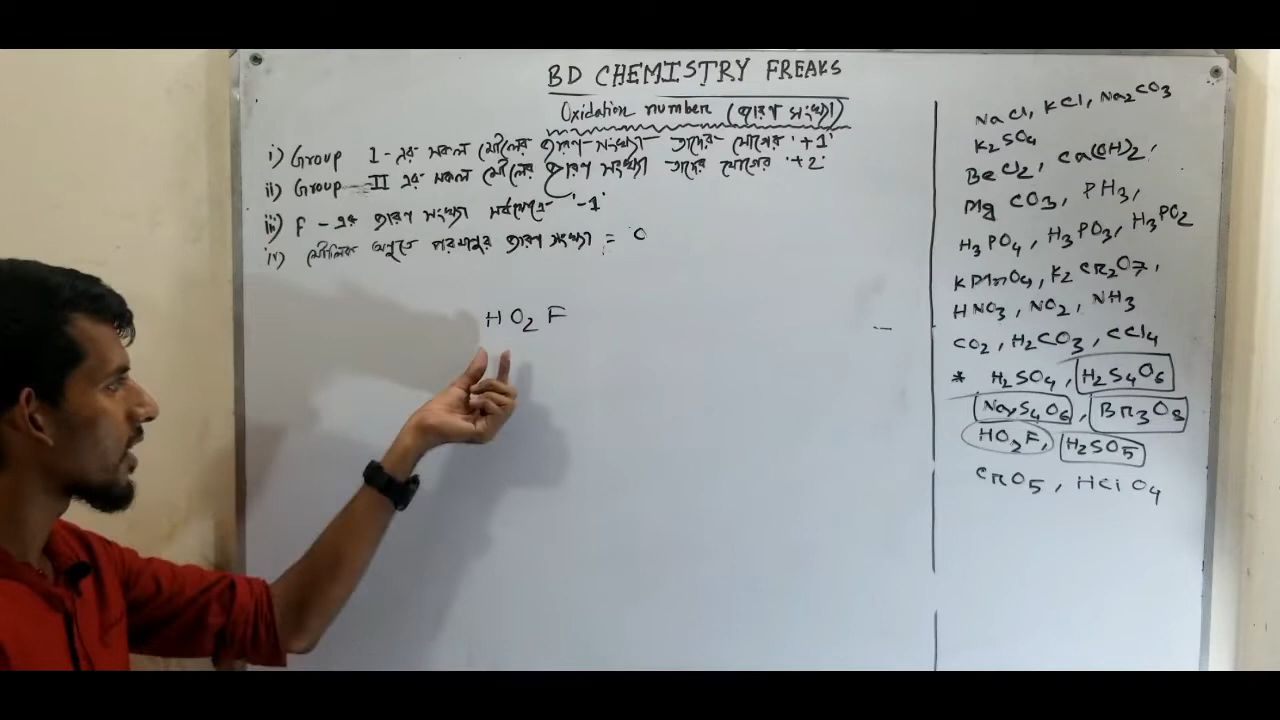 BD CHEMISTRY FREAKS
Oxidation number (জারণ সংখ্যা)
i) Group I-এর সকল মৌলের জারণ সংখ্যা তাদের যৌগের '+1'
ii) Group - II এর সকল মৌলের জারণ সংখ্যা তাদের যৌগের '+2'
iii) F - এর জারণ সংখ্যা সর্বক্ষেত্রে '-1'
iv) মৌলিক অনুতে পরমানুর জারণ সংখ্যা = 0
HO2F
NaCl, KCl, Na2CO3
K2SO4
BeCl2, Ca(OH)2,
Mg CO3, PH3,
H3PO4, H3PO3, H3PO2
KMnO4, K2CR2O7,
HNO3, NO2, NH3
CO2, H2CO3, CCl4
* H2SO4, H2S4O6
Na2S4O6, BR3O8
HO2F, H2SO5
CRO5, HClO4